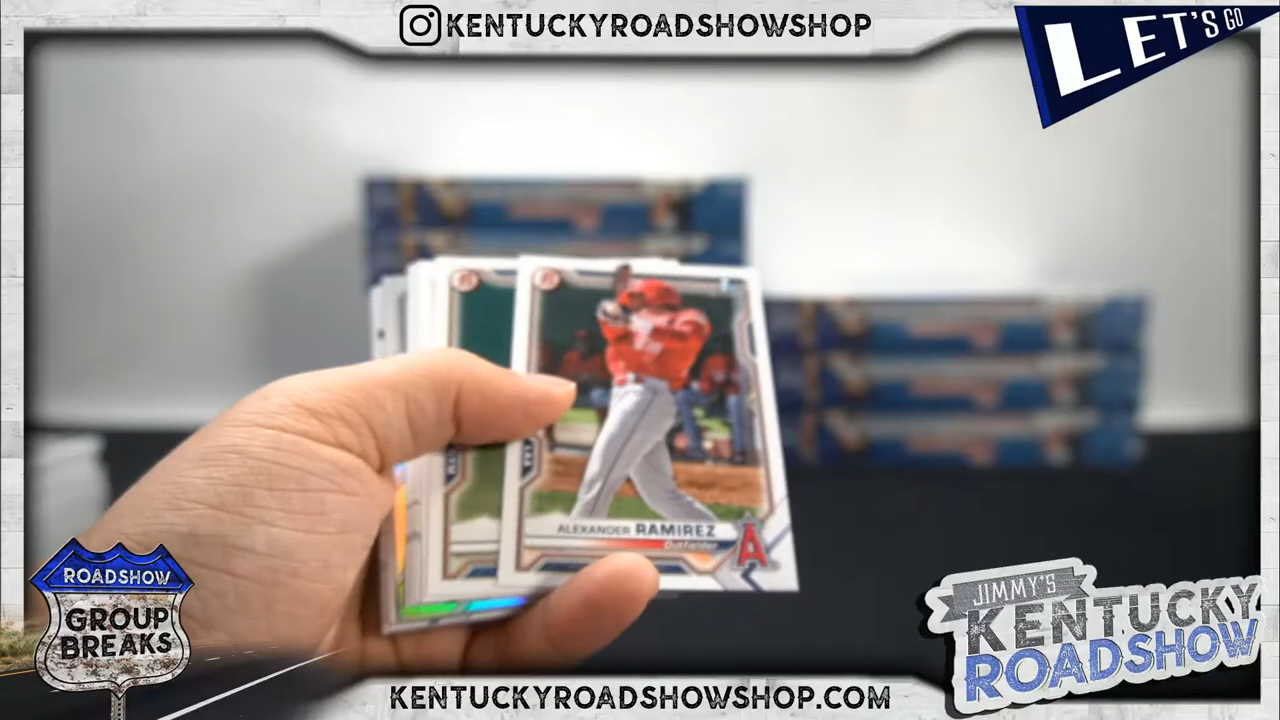 KENTUCKYROADSHOWSHOP
LET'S GO
ALEXANDER RAMIREZ
Outfielder
A
ROADSHOW
GROUP
BREAKS
JIMMY'S
KENTUCKY
ROADSHOW
KENTUCKYROADSHOWSHOP.COM